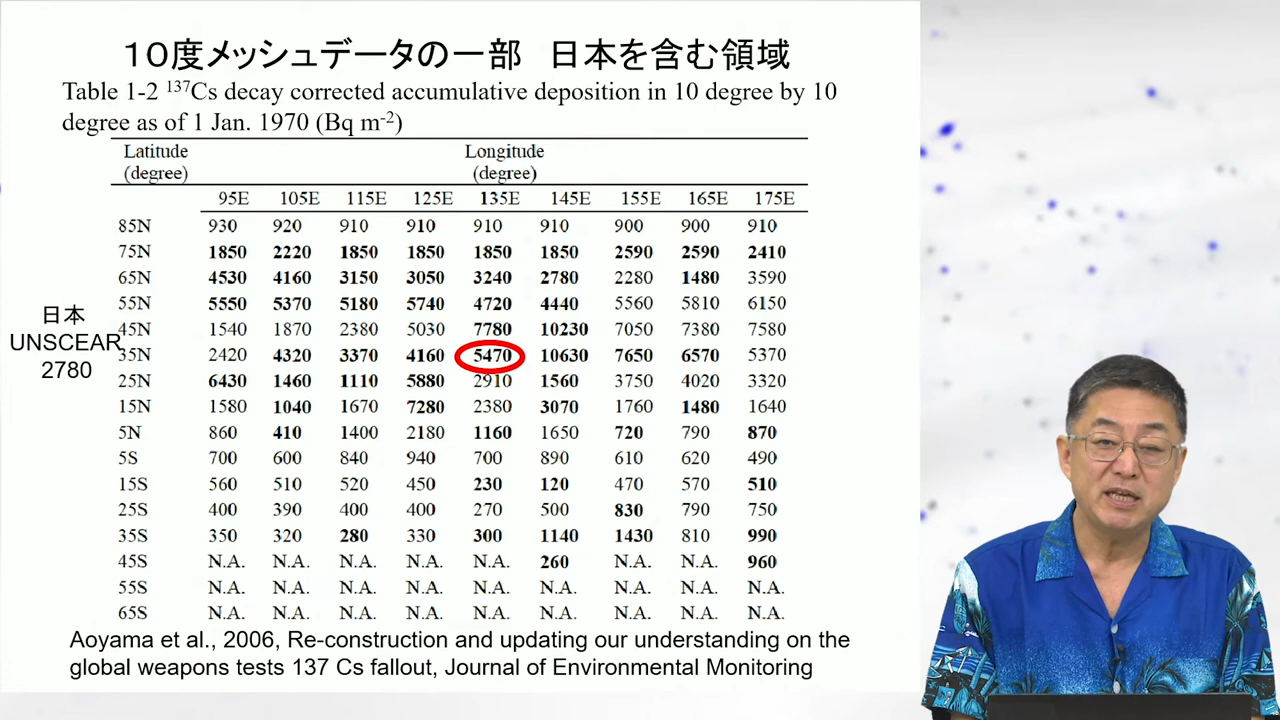 １０度メッシュデータの一部　日本を含む領域
Table 1-2 ¹³⁷Cs decay corrected accumulative deposition in 10 degree by 10
degree as of 1 Jan. 1970 (Bq m⁻²)
Latitude Longitude
(degree) (degree)
95E 105E 115E 125E 135E 145E 155E 165E 175E
85N 930 920 910 910 910 910 900 900 910
75N 1850 2220 1850 1850 1850 1850 2590 2590 2410
65N 4530 4160 3150 3050 3240 2780 2280 1480 3590
55N 5550 5370 5180 5740 4720 4440 5560 5810 6150
45N 1540 1870 2380 5030 7780 10230 7050 7380 7580
35N 2420 4320 3370 4160 5470 10630 7650 6570 5370
25N 6430 1460 1110 5880 2910 1560 3750 4020 3320
15N 1580 1040 1670 7280 2380 3070 1760 1480 1640
5N 860 410 1400 2180 1160 1650 720 790 870
5S 700 600 840 940 700 890 610 620 490
15S 560 510 520 450 230 120 470 570 510
25S 400 390 400 400 270 500 830 790 750
35S 350 320 280 330 300 1140 1430 810 990
45S N.A. N.A. N.A. N.A. N.A. 260 N.A. N.A. 960
55S N.A. N.A. N.A. N.A. N.A. N.A. N.A. N.A. N.A.
65S N.A. N.A. N.A. N.A. N.A. N.A. N.A. N.A. N.A.
日本
UNSCEAR
2780
Aoyama et al., 2006, Re-construction and updating our understanding on the
global weapons tests 137 Cs fallout, Journal of Environmental Monitoring